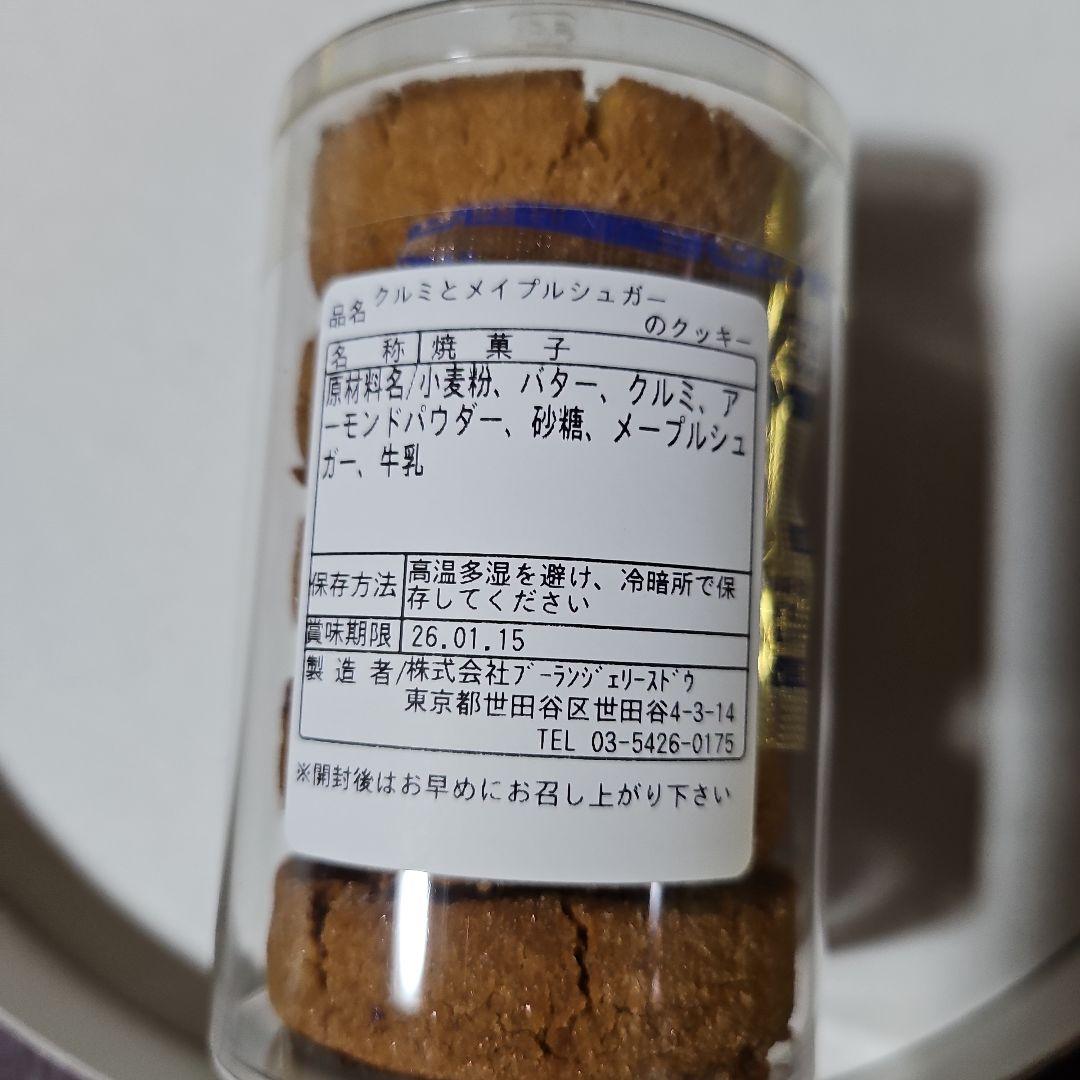 品名 クルミとメイプルシュガー
のクッキー
名 称 焼 菓 子
原材料名/小麦粉、バター、クルミ、ア
ーモンドパウダー、砂糖、メープルシュ
ガー、牛乳
保存方法 高温多湿を避け、冷暗所で保
存してください
賞味期限 26.01.15
製 造 者/株式会社ﾌﾞｰランジェリースドウ
東京都世田谷区世田谷4-3-14
TEL 03-5426-0175
※開封後はお早めにお召し上がり下さい